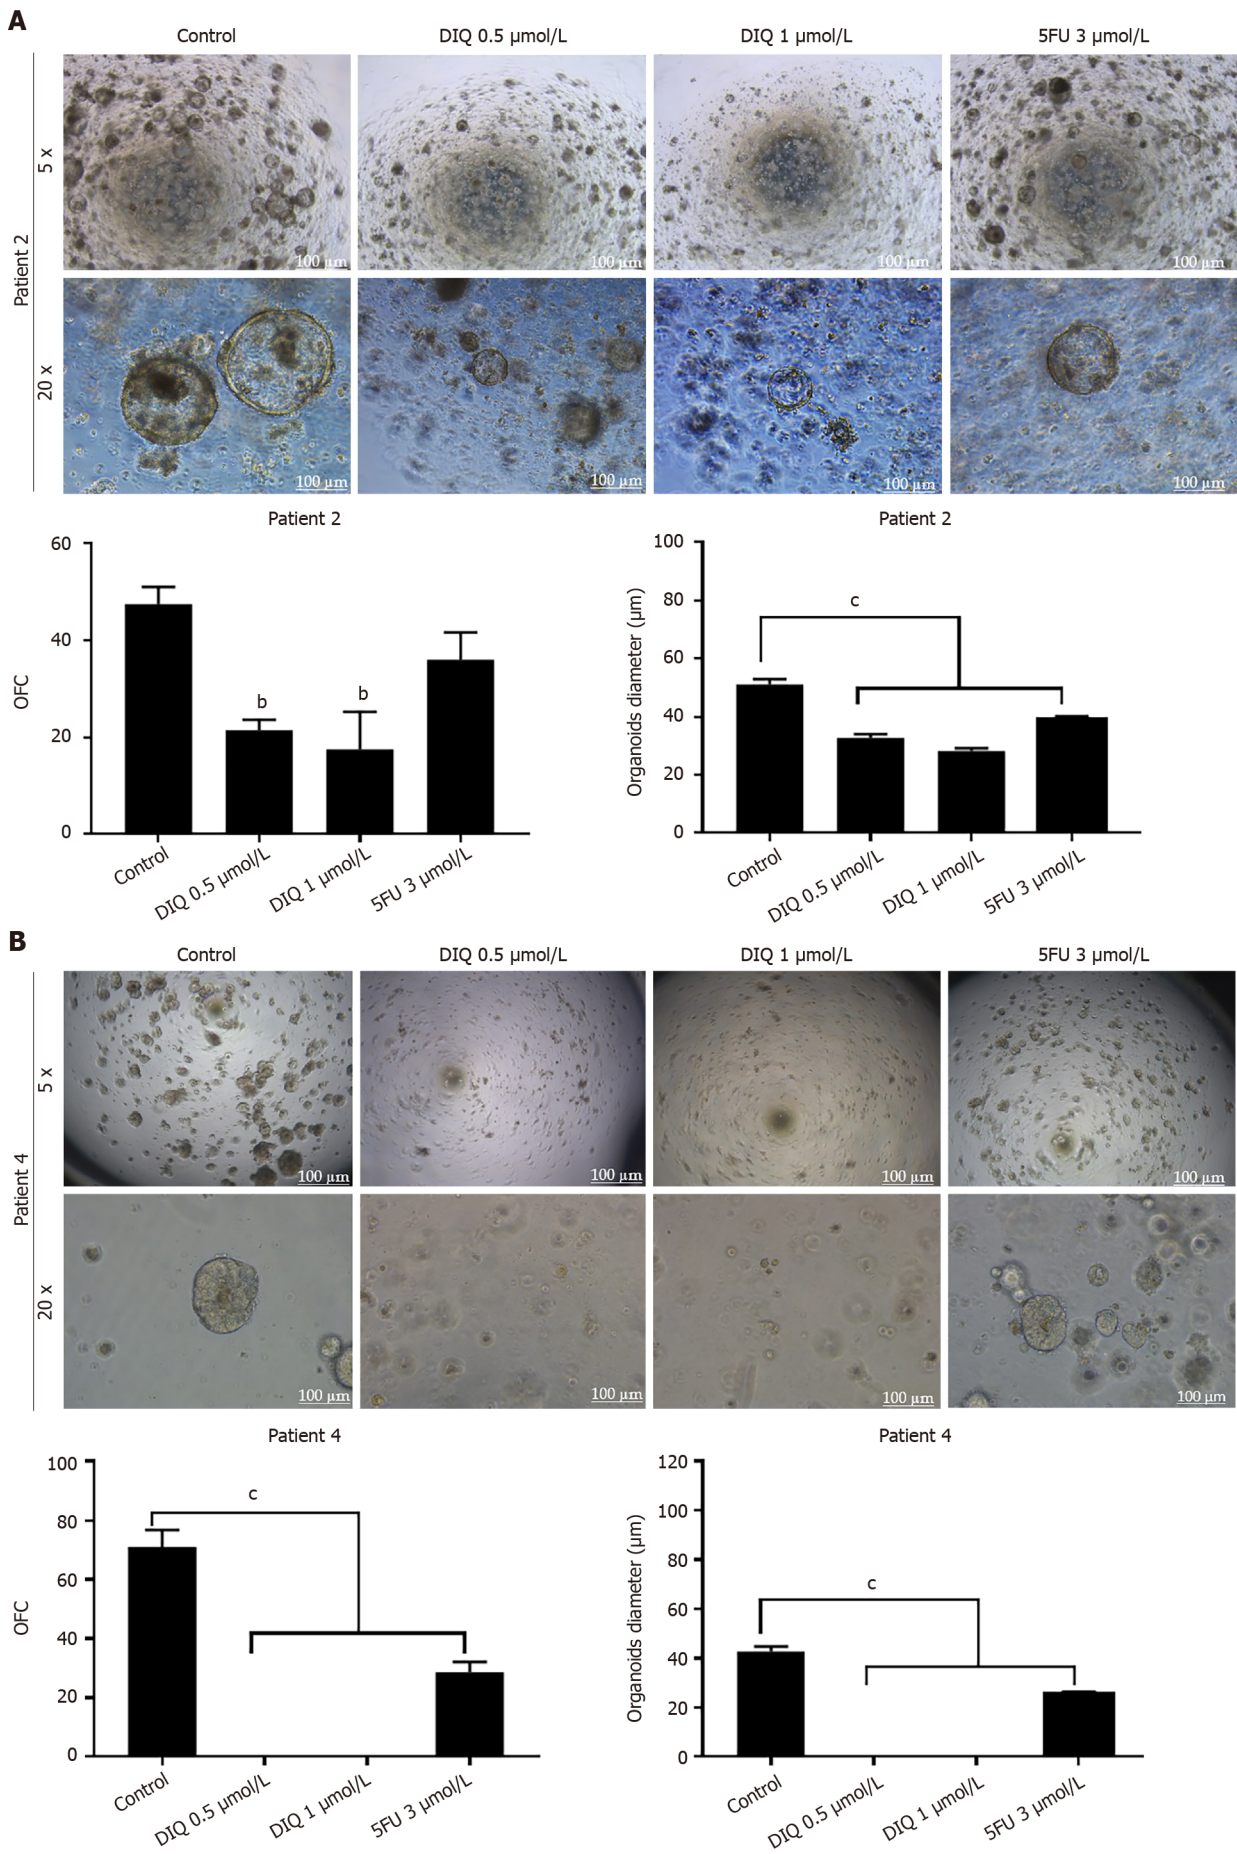 A
Control
DIQ 0.5 µmol/L
DIQ 1 µmol/L
5FU 3 µmol/L
Patient 2
5 x
100 µm
100 µm
100 µm
100 µm
20 x
100 µm
100 µm
100 µm
100 µm
Patient 2
OFC
60
40
20
0
b
b
Control
DIQ 0.5 µmol/L
DIQ 1 µmol/L
5FU 3 µmol/L
Patient 2
Organoids diameter (µm)
100
80
60
40
20
0
c
Control
DIQ 0.5 µmol/L
DIQ 1 µmol/L
5FU 3 µmol/L
B
Control
DIQ 0.5 µmol/L
DIQ 1 µmol/L
5FU 3 µmol/L
Patient 4
5 x
100 µm
100 µm
100 µm
100 µm
20 x
100 µm
100 µm
100 µm
100 µm
Patient 4
OFC
100
80
60
40
20
0
c
Control
DIQ 0.5 µmol/L
DIQ 1 µmol/L
5FU 3 µmol/L
Patient 4
Organoids diameter (µm)
120
100
80
60
40
20
0
c
Control
DIQ 0.5 µmol/L
DIQ 1 µmol/L
5FU 3 µmol/L